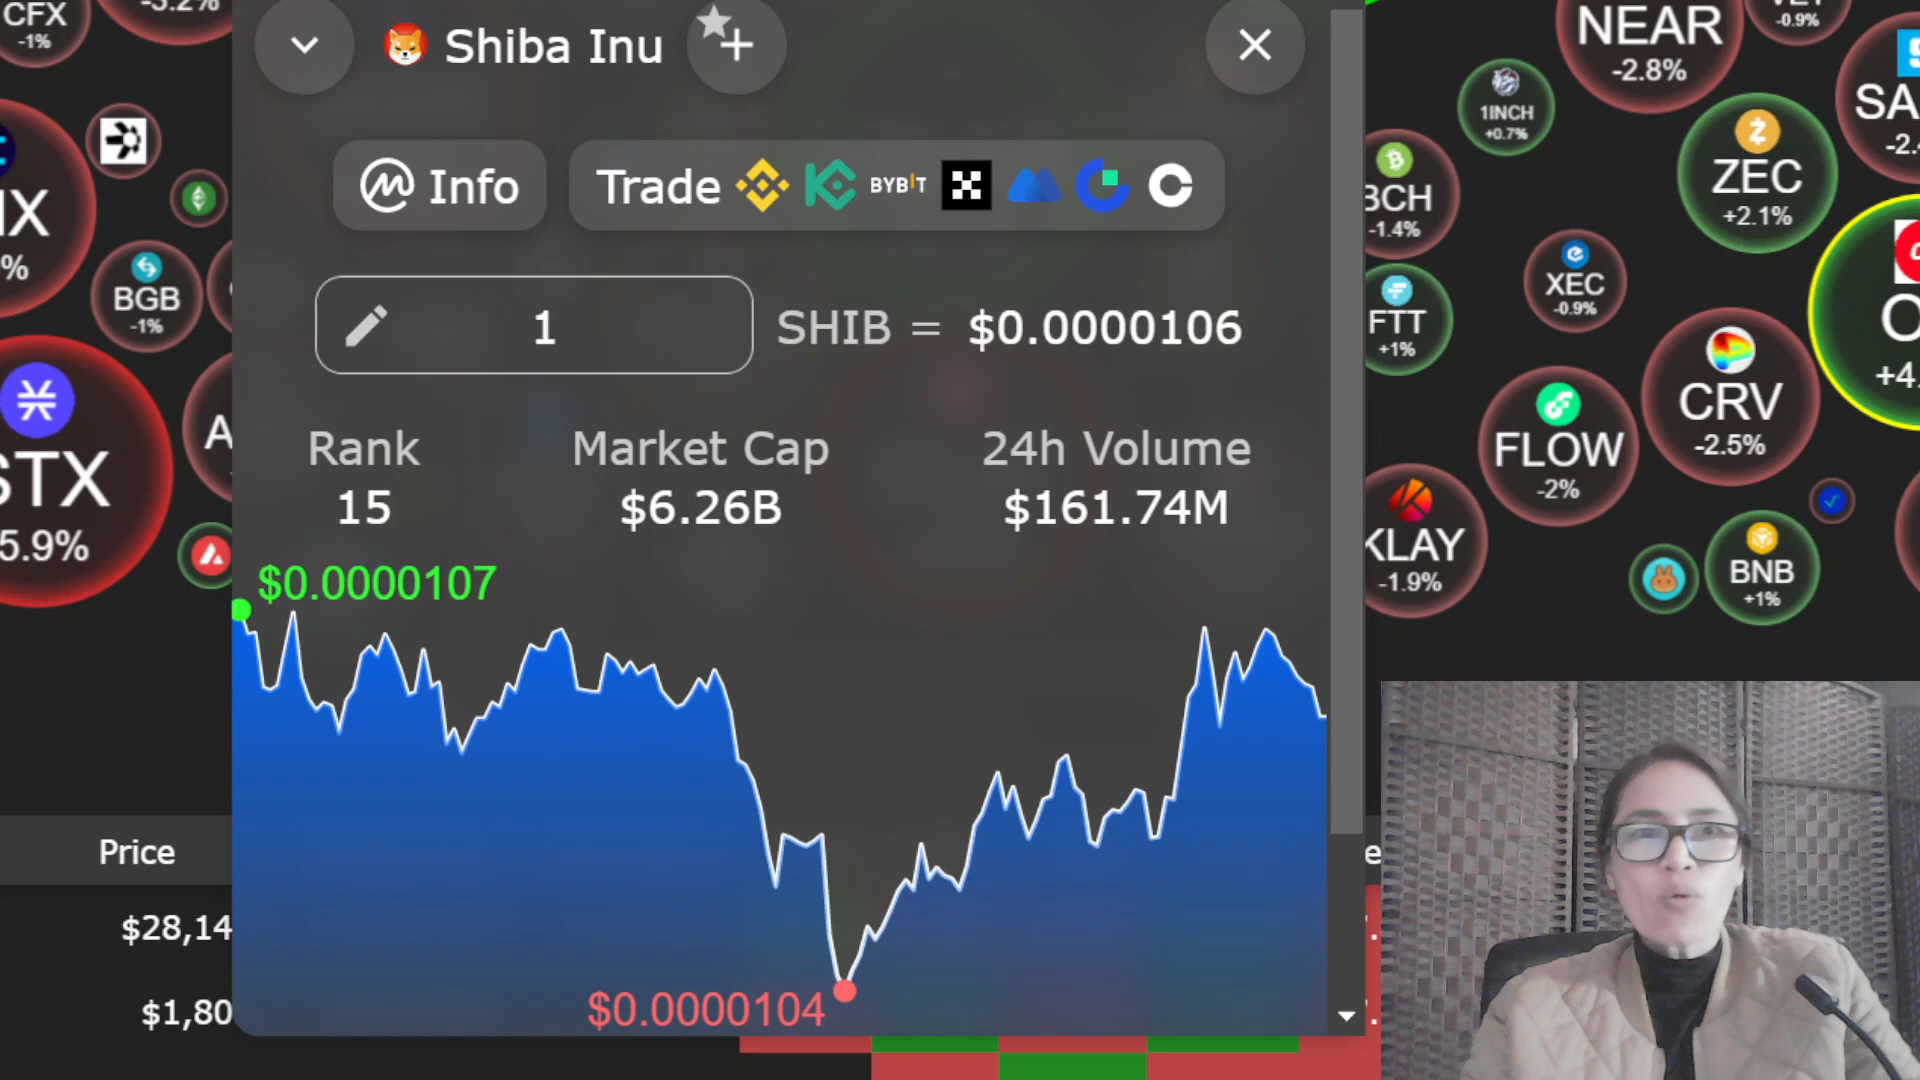 CFX
-1%
-3.2%
Shiba Inu
NEAR
-2.8%
-0.9%
1INCH
+0.7%
ZEC
+2.1%
SA
-2.
Info
Trade
BYBIT
BCH
-1.4%
IX
%
BGB
-1%
1
SHIB = $0.0000106
FTT
+1%
XEC
-0.9%
CRV
-2.5%
O
+4.
STX
5.9%
A
Rank
15
Market Cap
$6.26B
24h Volume
$161.74M
FLOW
-2%
KLAY
-1.9%
BNB
+1%
$0.0000107
Price
$28,14
$1,80
$0.0000104